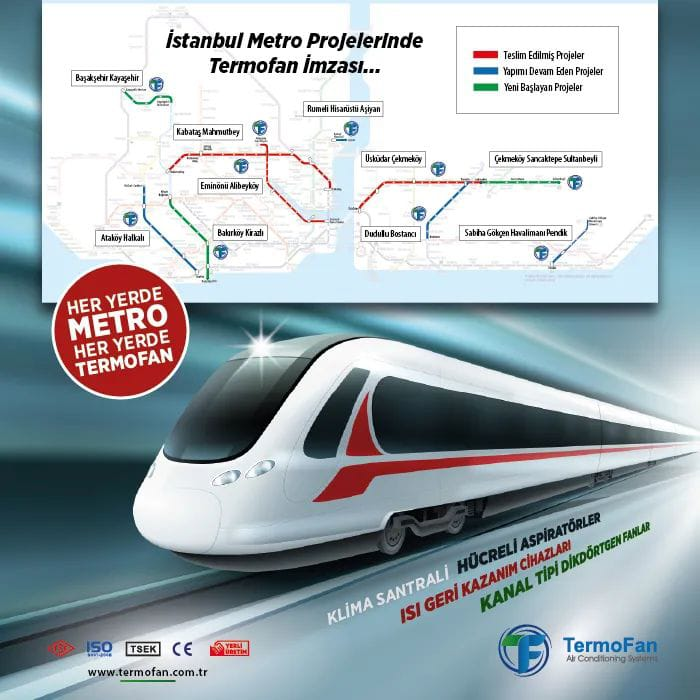 İstanbul Metro Projelerinde
Termofan İmzası...
Teslim Edilmiş Projeler
Yapımı Devam Eden Projeler
Yeni Başlayan Projeler
Başakşehir Kayaşehir
Rumeli Hisarüstü Aşiyan
Kabataş Mahmutbey
Üsküdar Çekmeköy
Çekmeköy Sancaktepe Sultanbeyli
Eminönü Alibeyköy
Ataköy Halkalı
Bakırköy Kirazlı
Dudullu Bostancı
Sabiha Gökçen Havalimanı Pendik
HER YERDE
METRO
HER YERDE
TERMOFAN
KLİMA SANTRALİ HÜCRELİ ASPİRATÖRLER
ISI GERİ KAZANIM CİHAZLARI
KANAL TİPİ DİKDÖRTGEN FANLAR
TSE ISO TSEK CE YERLİ ÜRETİM
www.termofan.com.tr
TF TermoFan
Air Conditioning Systems